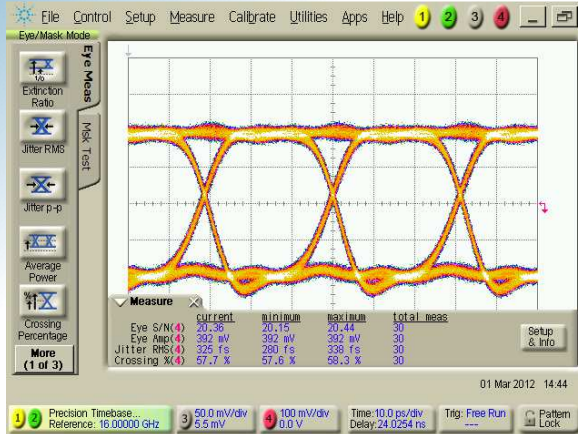 File Control Setup Measure Calibrate Utilities Apps Help 1 2 3 4
Eye/Mask Mode
Eye Meas
Msk Test
1/0
Extinction
Ratio
Jitter RMS
Jitter p-p
Average
Power
Crossing
Percentage
More
(1 of 3)
Measure
current minimum maximum total meas
Eye S/N(4) 20.36 20.15 20.44 30
Eye Amp(4) 392 mV 392 mV 392 mV 30
Jitter RMS(4) 325 fs 280 fs 338 fs 30
Crossing %(4) 57.7 % 57.6 % 58.3 % 30
Setup
& Info
01 Mar 2012 14:44
1 2 Precision Timebase...
Reference: 16.00000 GHz
3 50.0 mV/div
5.5 mV
4 100 mV/div
0.0 V
Time:10.0 ps/div
Delay:24.0254 ns
Trig: Free Run
---
Pattern
Lock